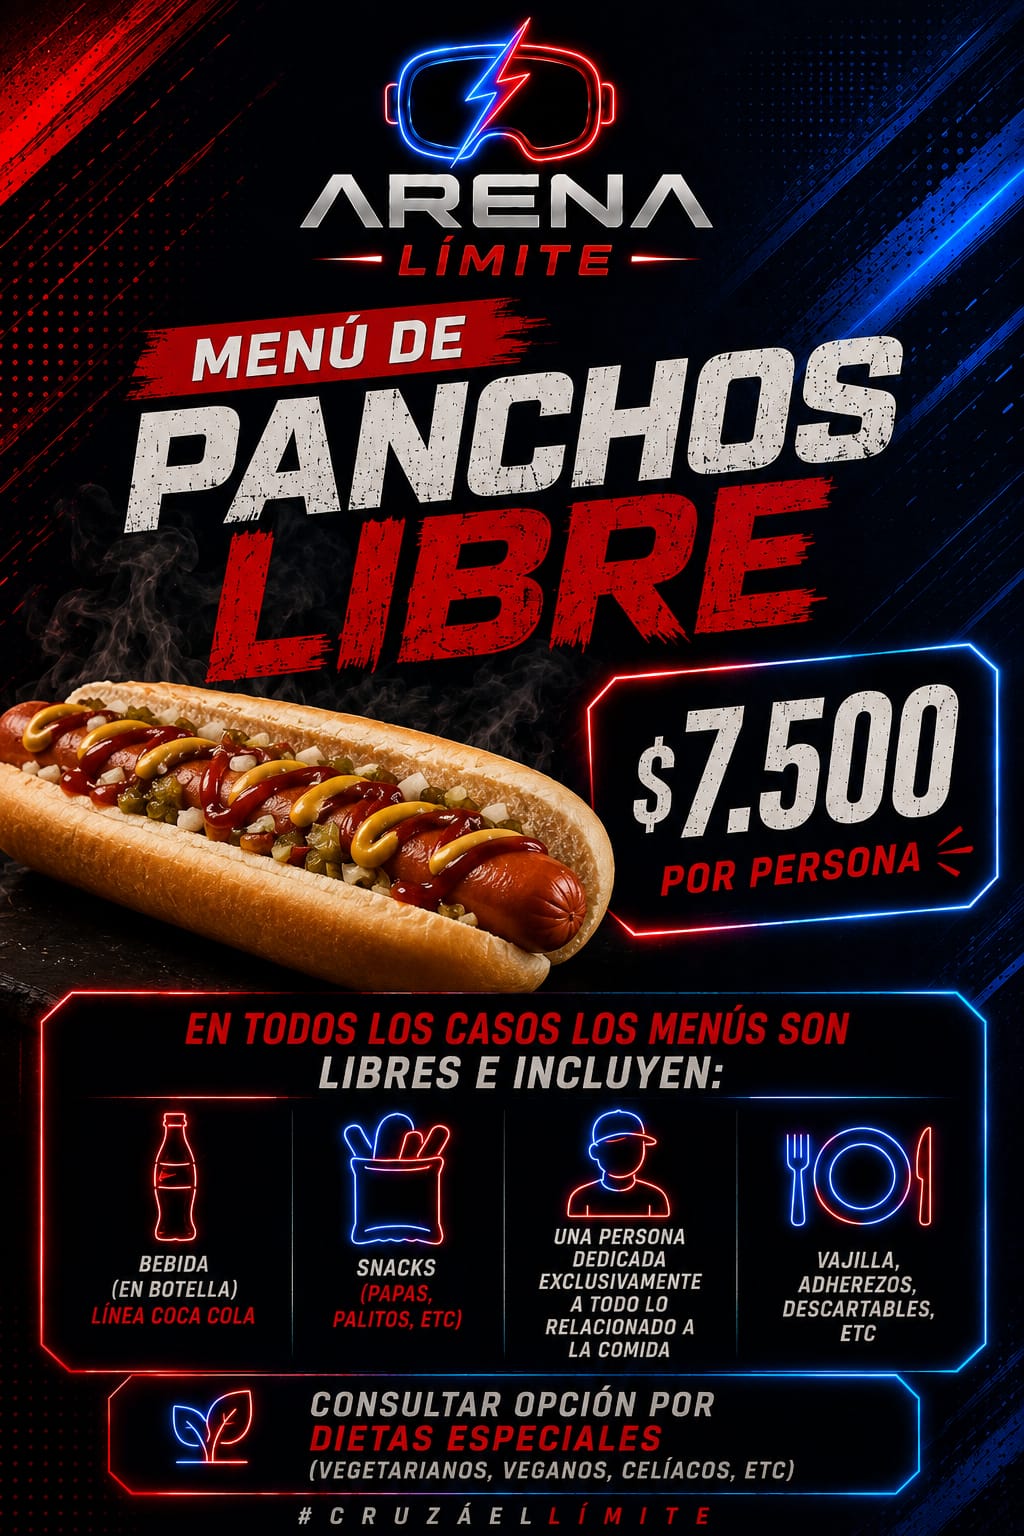 ARENA
LÍMITE
MENÚ DE
PANCHOS
LIBRE
$7.500
POR PERSONA
EN TODOS LOS CASOS LOS MENÚS SON
LIBRES E INCLUYEN:
BEBIDA
(EN BOTELLA)
LÍNEA COCA COLA
SNACKS
(PAPAS,
PALITOS, ETC)
UNA PERSONA
DEDICADA
EXCLUSIVAMENTE
A TODO LO
RELACIONADO A
LA COMIDA
VAJILLA,
ADHEREZOS,
DESCARTABLES,
ETC
CONSULTAR OPCIÓN POR
DIETAS ESPECIALES
(VEGETARIANOS, VEGANOS, CELÍACOS, ETC)
#CRUZÁELLÍMITE